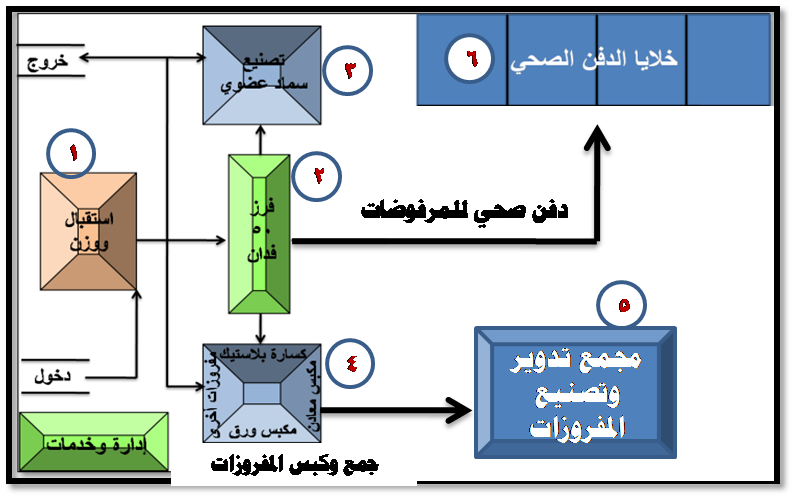 خروج
تصنيع
سماد عضوي
٣
٦
خلايا الدفن الصحي
١
استقبال
ووزن
٢
فرز
٥٠
فدان
دفن صحي للمرفوضات
دخول
كسارة بلاستيك
مفروزات أخرى
مكبس معادن
مكبس ورق
٤
٥
مجمع تدوير
وتصنيع
المفروزات
إدارة وخدمات
جمع وكبس المفروزات